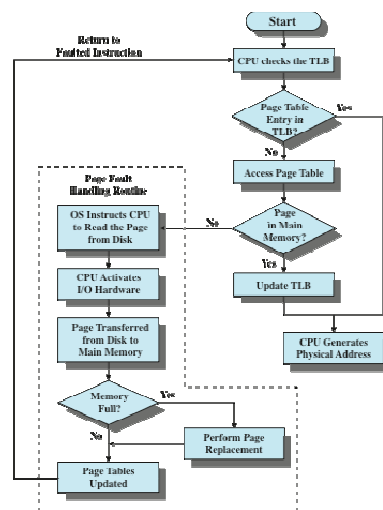 Start
Return to
Faulted Instruction
CPU checks the TLB
Page Table
Entry in
TLB?
Yes
No
Access Page Table
Page Fault
Handling Routine
OS Instructs CPU
to Read the Page
from Disk
No
Page
in Main
Memory?
Yes
CPU Activates
I/O Hardware
Update TLB
Page Transferred
from Disk to
Main Memory
CPU Generates
Physical Address
Memory
Full?
Yes
No
Perform Page
Replacement
Page Tables
Updated